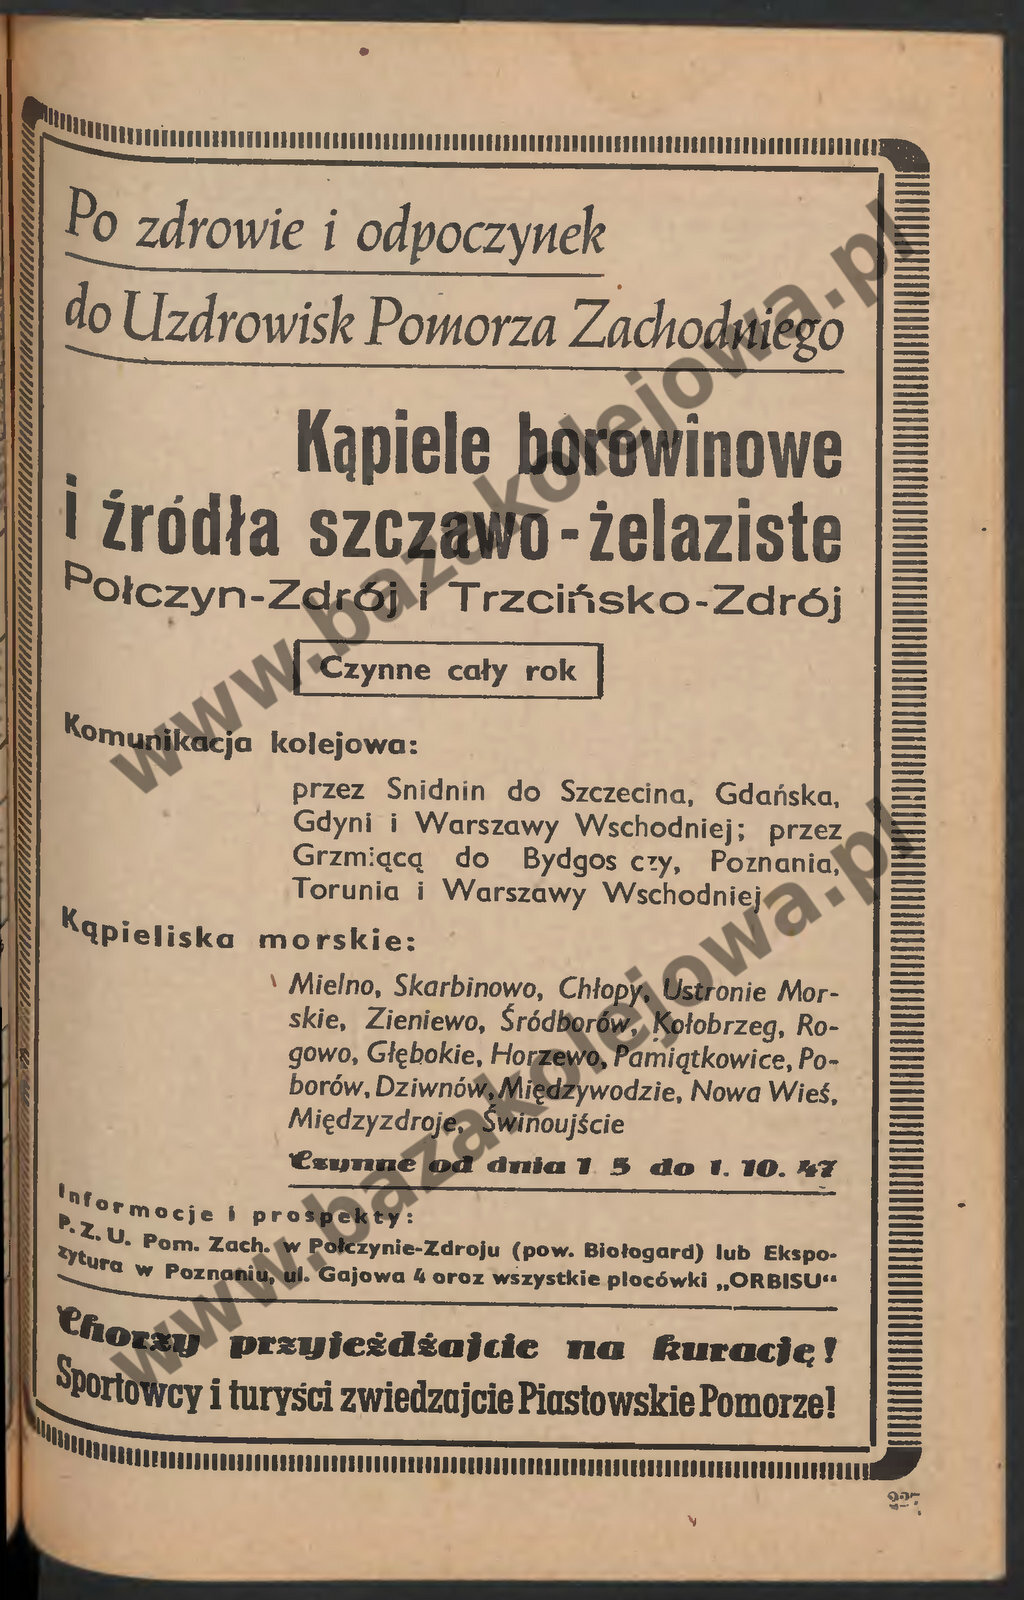 Po zdrowie i odpoczynek
do Uzdrowisk Pomorza Zachodniego
Kąpiele borowinowe
i źródła szczawo-żelaziste
Połczyn-Zdrój i Trzcińsko-Zdrój
Czynne cały rok
Komunikacja kolejowa:
przez Snidnin do Szczecina, Gdańska,
Gdyni i Warszawy Wschodniej; przez
Grzmiącą do Bydgoszczy, Poznania,
Torunia i Warszawy Wschodniej
Kąpieliska morskie:
Mielno, Skarbinowo, Chłopy, Ustronie Mor-
skie, Zieniewo, Śródborów, Kołobrzeg, Ro-
gowo, Głębokie, Horzewo, Pamiątkowice, Po-
borów, Dziwnów, Międzywodzie, Nowa Wieś,
Międzyzdroje, Świnoujście
Czynne od dnia 1 5 do 1. 10. 47
Informocje i prospekty:
P. Z. U. Pom. Zach. w Połczynie-Zdroju (pow. Biołogard) lub Ekspo-
zytura w Poznaniu, ul. Gajowa 4 oroz wszystkie plocówki „ORBISU“
Chorzy przyjeżdżajcie na kurację!
Sportowcy i turyści zwiedzajcie Piastowskie Pomorze!
227
www.bazakolejowa.pl
www.bazakolejowa.pl